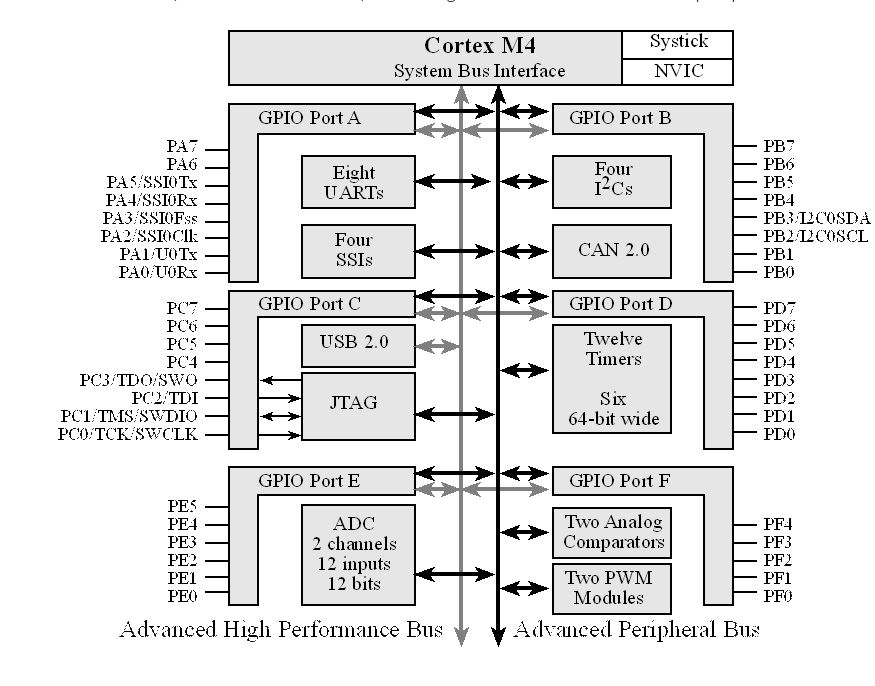 Cortex M4
System Bus Interface
Systick
NVIC
GPIO Port A
GPIO Port B
PA7
PA6
PA5/SSI0Tx
PA4/SSI0Rx
PA3/SSI0Fss
PA2/SSI0Clk
PA1/U0Tx
PA0/U0Rx
Eight
UARTs
Four
SSIs
Four
I2Cs
CAN 2.0
PB7
PB6
PB5
PB4
PB3/I2C0SDA
PB2/I2C0SCL
PB1
PB0
GPIO Port C
GPIO Port D
PC7
PC6
PC5
PC4
PC3/TDO/SWO
PC2/TDI
PC1/TMS/SWDIO
PC0/TCK/SWCLK
USB 2.0
JTAG
Twelve
Timers
Six
64-bit wide
PD7
PD6
PD5
PD4
PD3
PD2
PD1
PD0
GPIO Port E
GPIO Port F
PE5
PE4
PE3
PE2
PE1
PE0
ADC
2 channels
12 inputs
12 bits
Two Analog
Comparators
Two PWM
Modules
PF4
PF3
PF2
PF1
PF0
Advanced High Performance Bus
Advanced Peripheral Bus